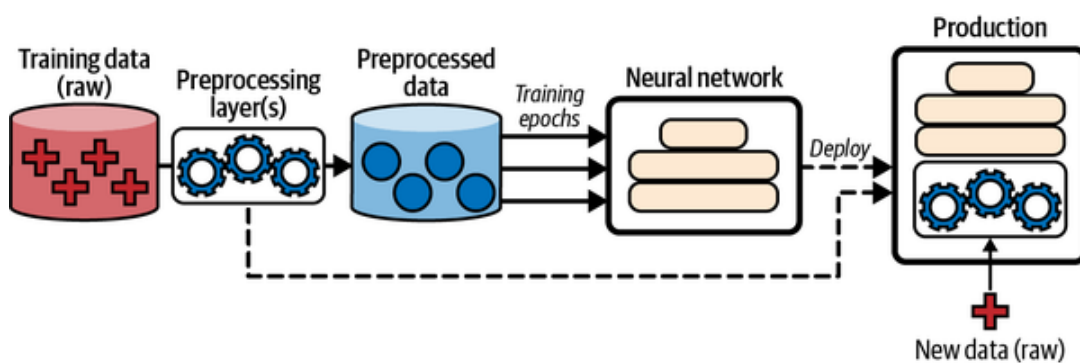 Training data
(raw)
Preprocessing
layer(s)
Preprocessed
data
Training
epochs
Neural network
Deploy
Production
New data (raw)